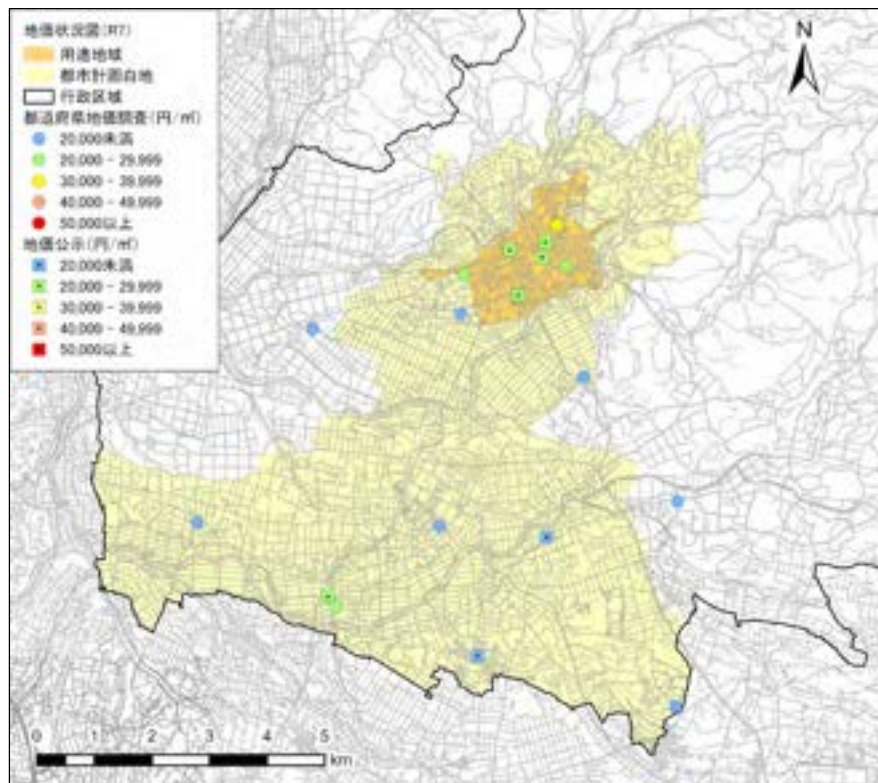 地価状況図(R7)
用途地域
都市計画白地
行政区域
都道府県地価調査(円/㎡)
20,000未満
20,000 - 29,999
30,000 - 39,999
40,000 - 49,999
50,000以上
地価公示(円/㎡)
20,000未満
20,000 - 29,999
30,000 - 39,999
40,000 - 49,999
50,000以上
N
0 1 2 3 4 5
km